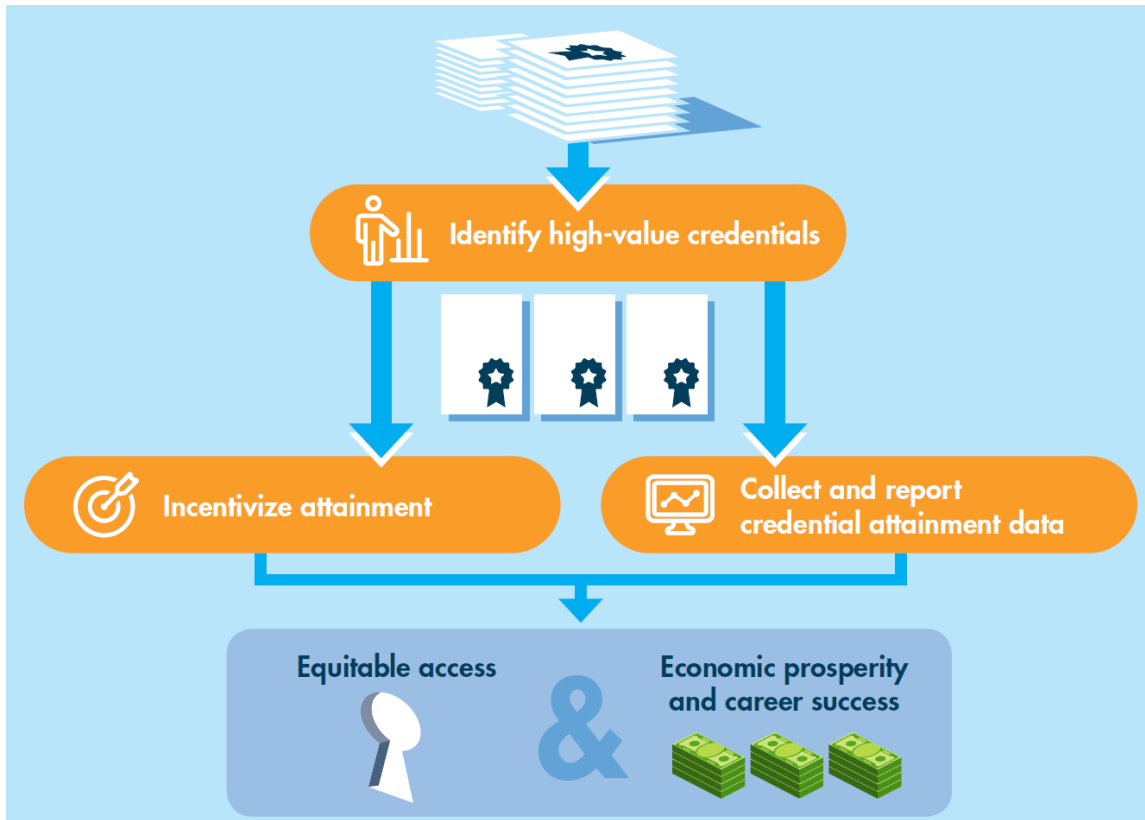 Identify high-value credentials
Incentivize attainment
Collect and report
credential attainment data
Equitable access
&
Economic prosperity
and career success